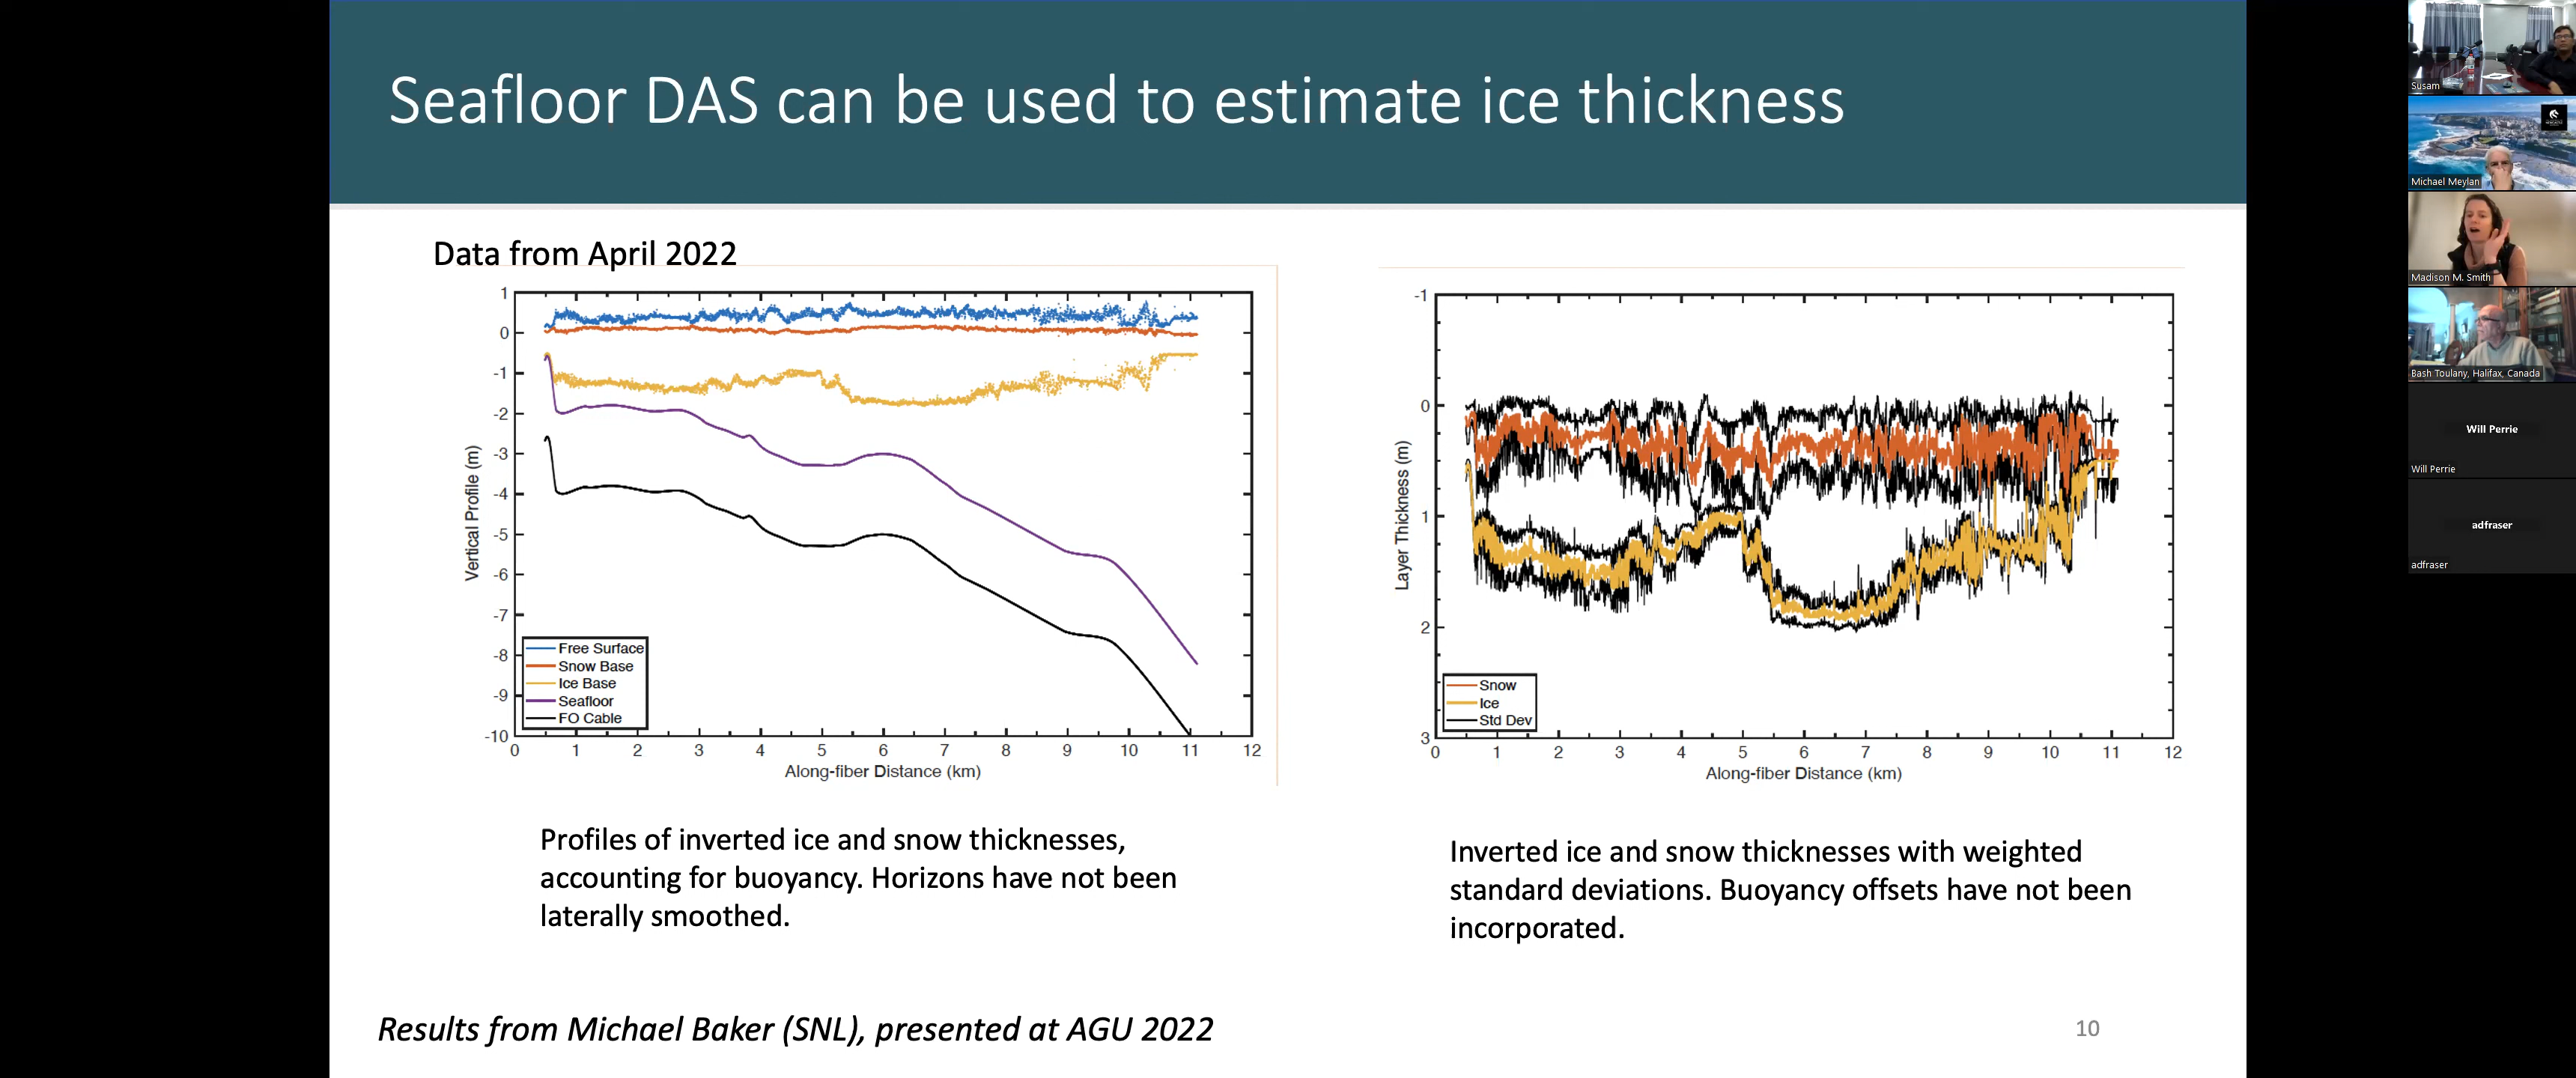 Seafloor DAS can be used to estimate ice thickness
Data from April 2022
1
0
-1
-2
-3
-4
-5
-6
-7
-8
-9
-10
Vertical Profile (m)
Free Surface
Snow Base
Ice Base
Seafloor
FO Cable
0 1 2 3 4 5 6 7 8 9 10 11 12
Along-fiber Distance (km)
-1
0
1
2
3
Layer Thickness (m)
Snow
Ice
Std Dev
0 1 2 3 4 5 6 7 8 9 10 11 12
Along-fiber Distance (km)
Profiles of inverted ice and snow thicknesses,
accounting for buoyancy. Horizons have not been
laterally smoothed.
Inverted ice and snow thicknesses with weighted
standard deviations. Buoyancy offsets have not been
incorporated.
Results from Michael Baker (SNL), presented at AGU 2022
10
Susam
Michael Meylan
Madison M. Smith
Bash Toulany, Halifax, Canada
Will Perrie
Will Perrie
adfraser
adfraser